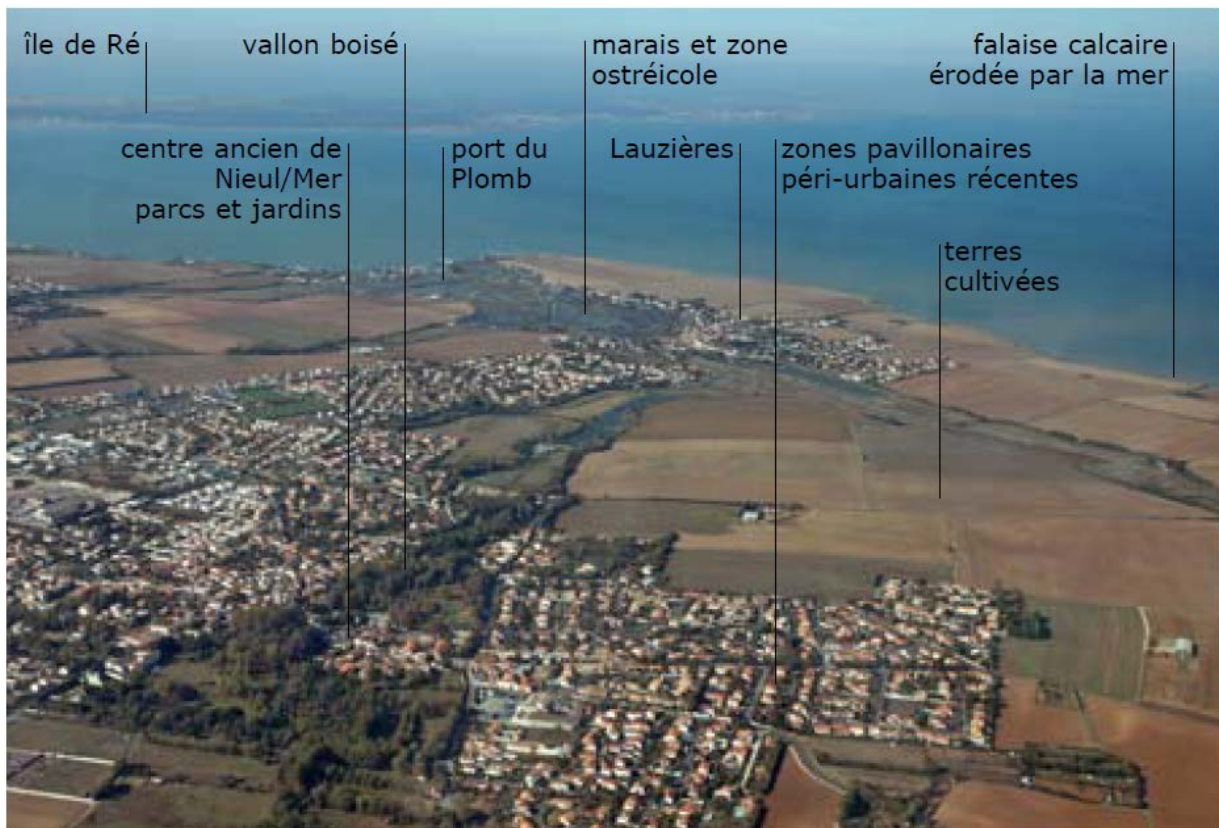 île de Ré
vallon boisé
marais et zone
ostréicole
falaise calcaire
érodée par la mer
centre ancien de
Nieul/Mer
parcs et jardins
port du
Plomb
Lauzières
zones pavillonaires
péri-urbaines récentes
terres
cultivées